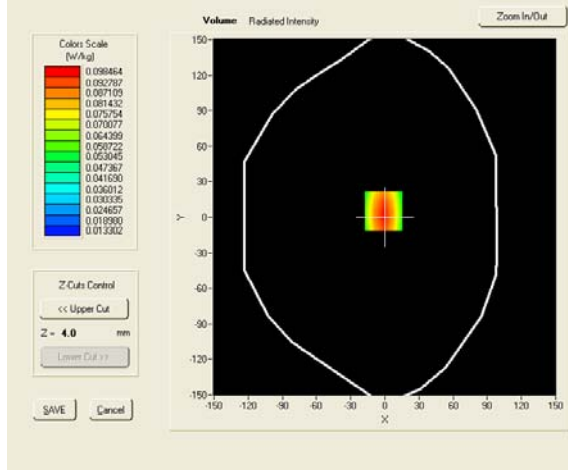 Volume Radiated Intensity
Zoom In/Out
Colors Scale
(W/kg)
0.098464
0.092787
0.087109
0.081432
0.075754
0.070077
0.064399
0.058722
0.053045
0.047367
0.041690
0.036012
0.030335
0.024657
0.018980
0.013302
Z-Cuts Control
<< Upper Cut
Z = 4.0 mm
Lower Cut >>
SAVE Cancel
150
120
90
60
30
0
-30
-60
-90
-120
-150
Y
-150 -120 -90 -60 -30 0 30 60 90 120 150
X